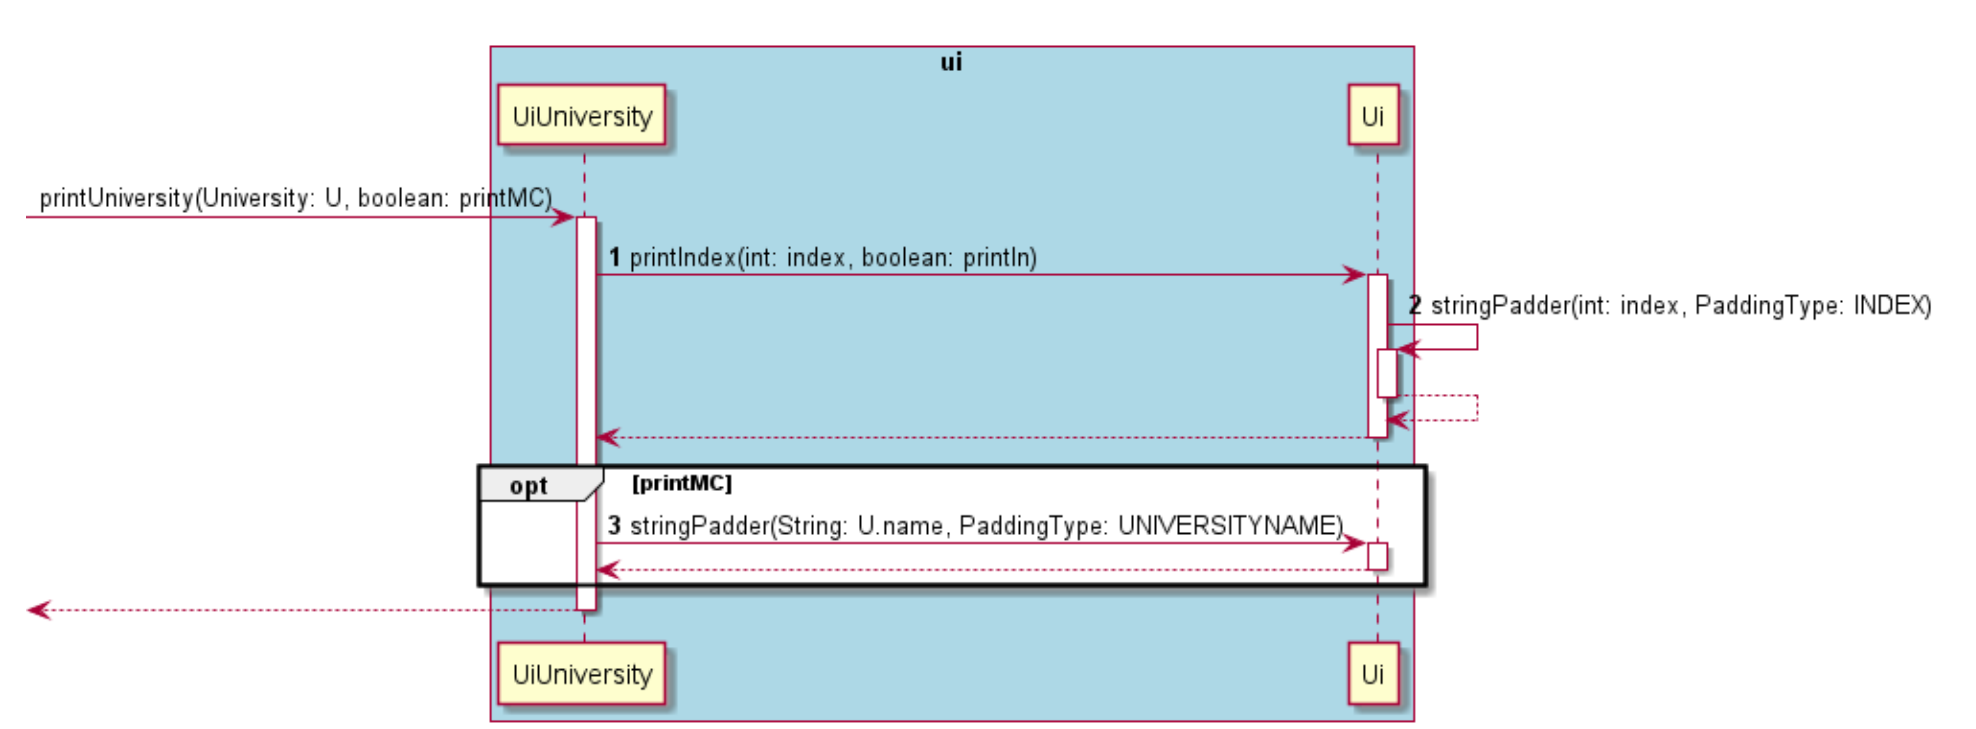 ui
UiUniversity
Ui
printUniversity(University: U, boolean: printMC)
1 printIndex(int: index, boolean: println)
2 stringPadder(int: index, PaddingType: INDEX)
opt [printMC]
3 stringPadder(String: U.name, PaddingType: UNIVERSITYNAME)
UiUniversity
Ui